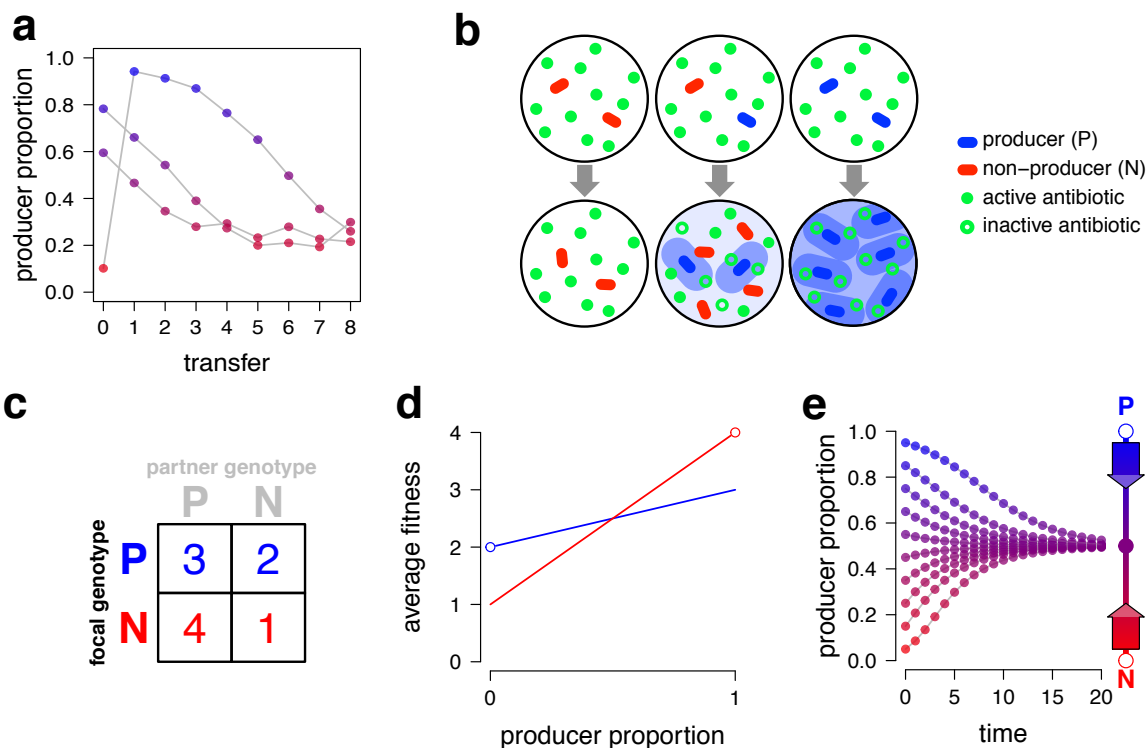 a
producer proportion
1.0
0.8
0.6
0.4
0.2
0.0
0 1 2 3 4 5 6 7 8
transfer
b
producer (P)
non−producer (N)
active antibiotic
inactive antibiotic
c
partner genotype
P N
focal genotype
P 3 2
N 4 1
d
average fitness
4
3
2
1
0
0 1
producer proportion
e
producer proportion
1.0
0.8
0.6
0.4
0.2
0.0
0 5 10 15 20
time
P
N